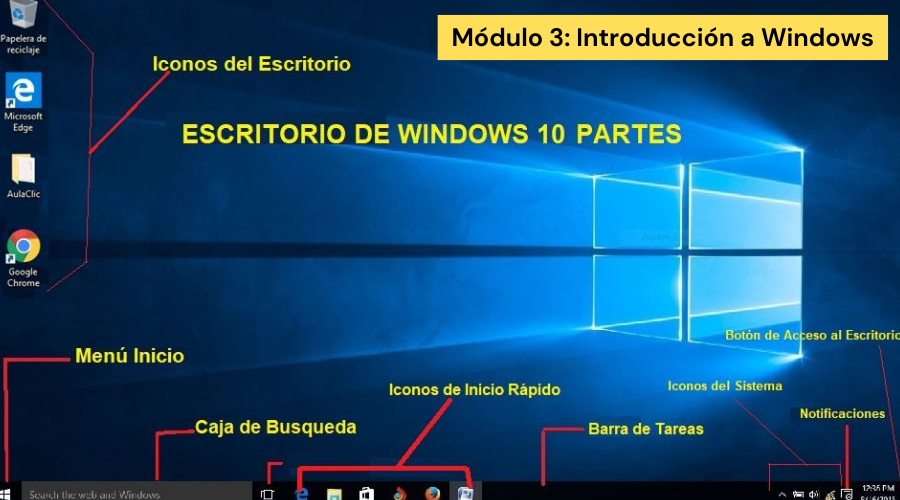 Módulo 3: Introducción a Windows
Papelera de
reciclaje
Iconos del Escritorio
Microsoft
Edge
ESCRITORIO DE WINDOWS 10 PARTES
AulaClic
Google
Chrome
Botón de Acceso al Escritorio
Menú Inicio
Iconos de Inicio Rápido
Iconos del Sistema
Notificaciones
Caja de Busqueda
Barra de Tareas
Search the web and Windows
12:35 PM